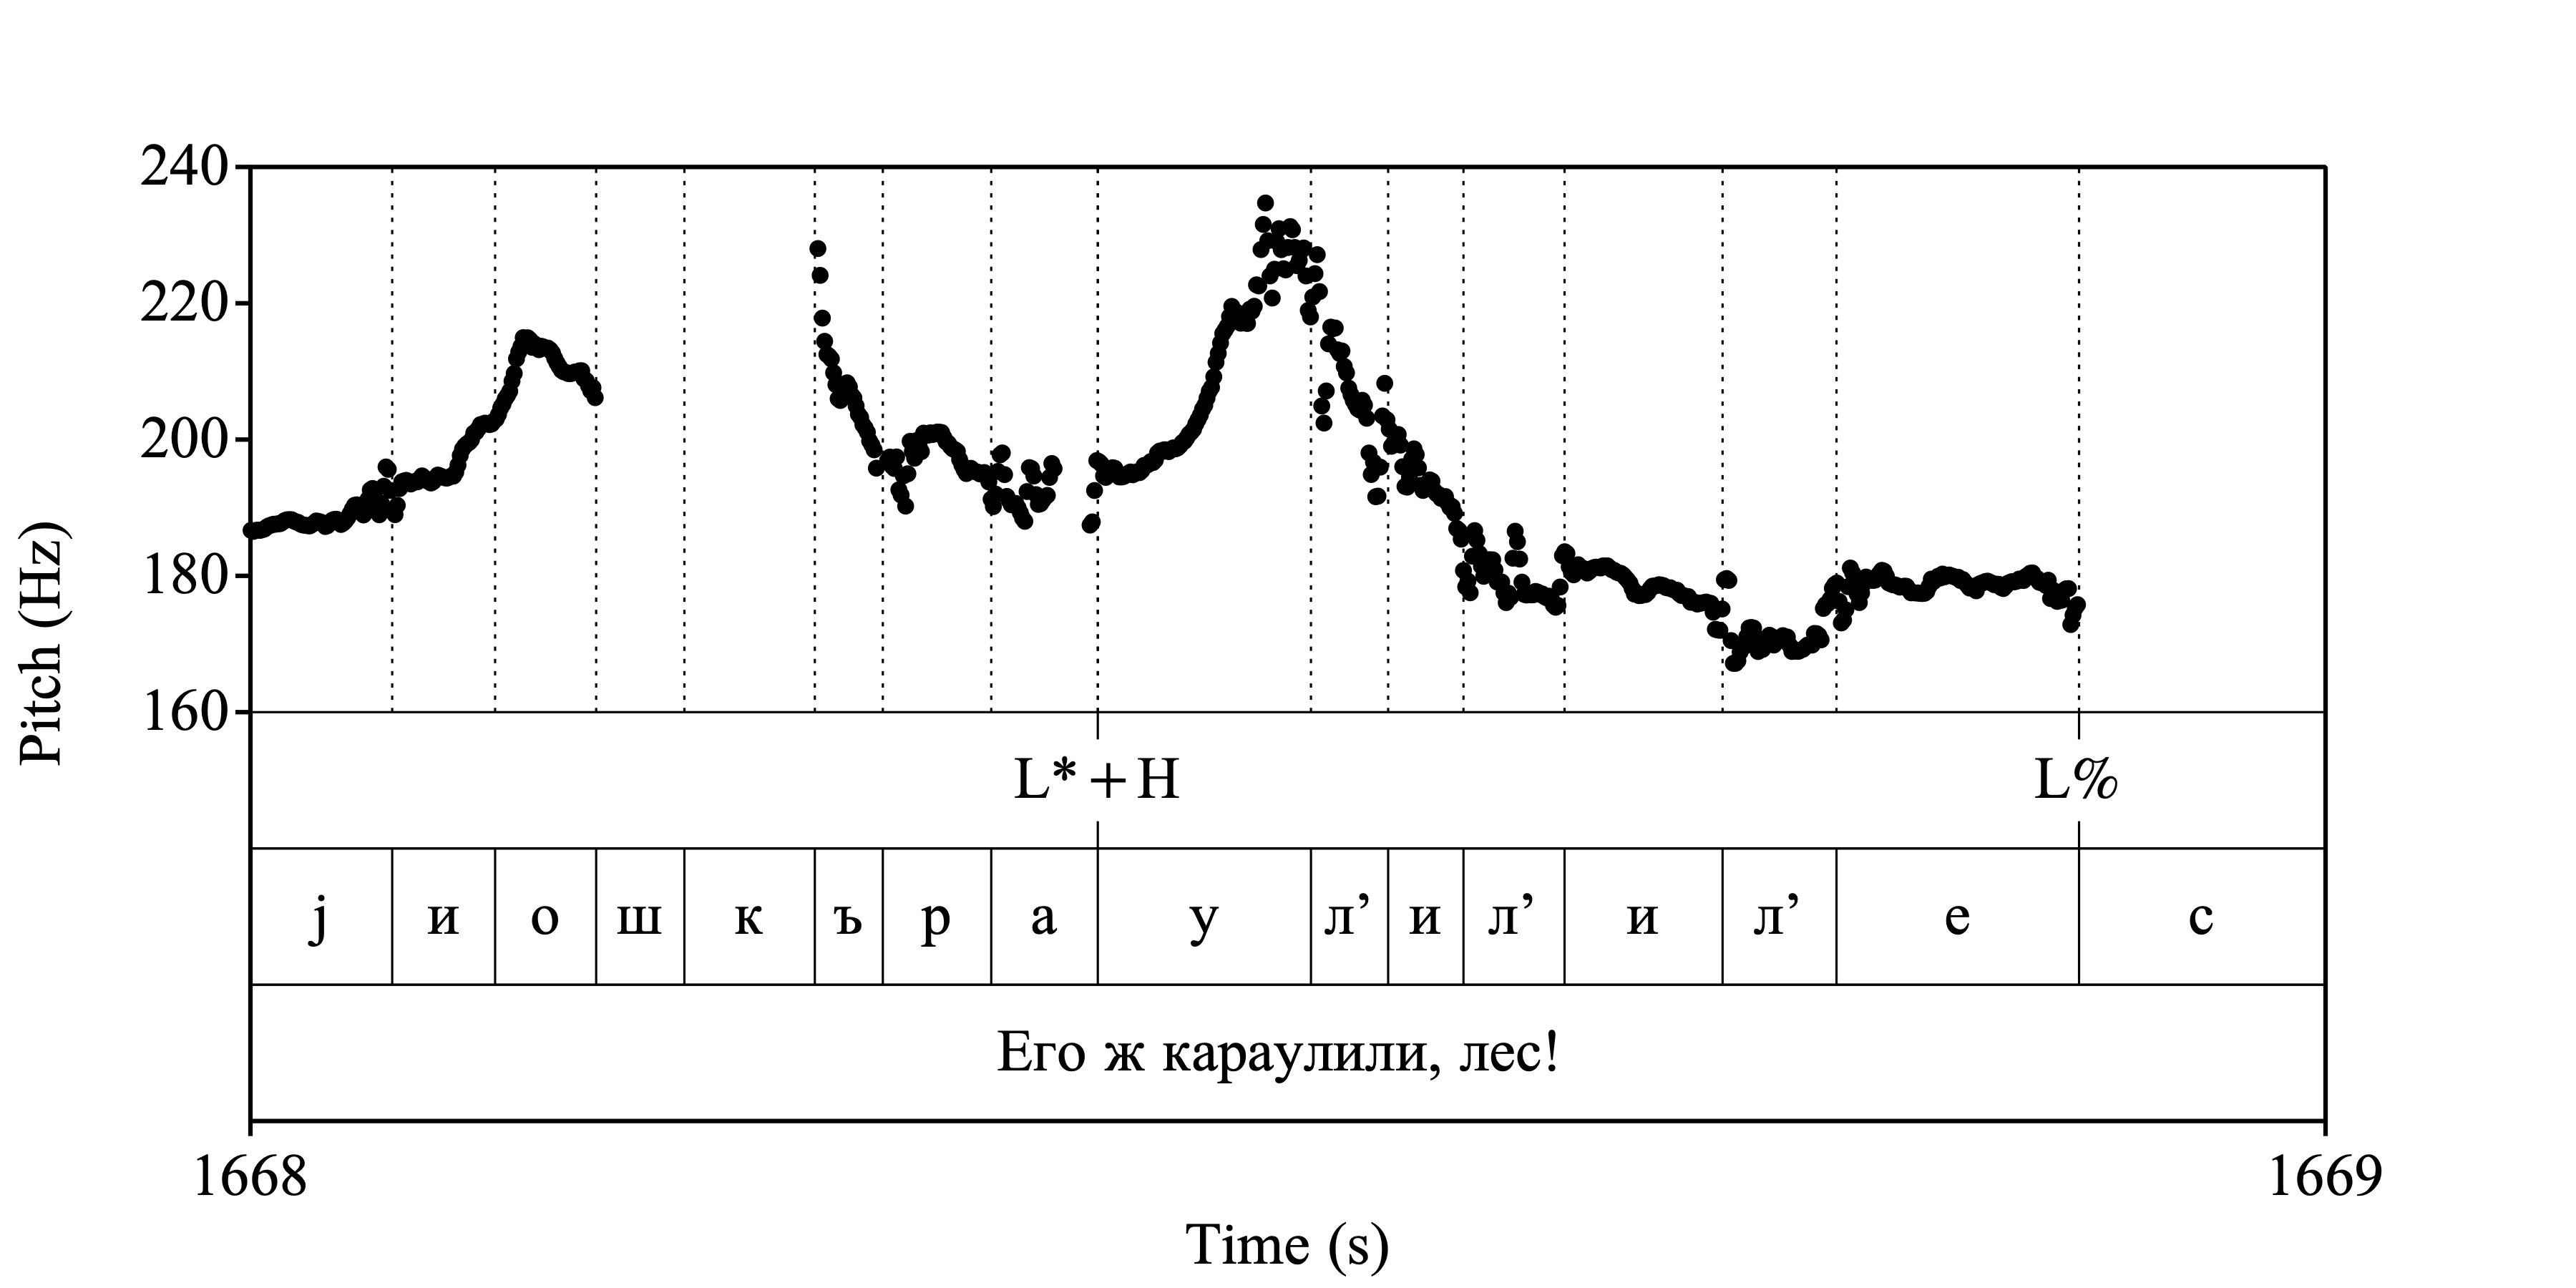 240
220
200
180
160
Pitch (Hz)
L* + H L%
j и о ш к ъ р а у л’ и л’ и л’ е с
Его ж караулили, лес!
1668 1669
Time (s)